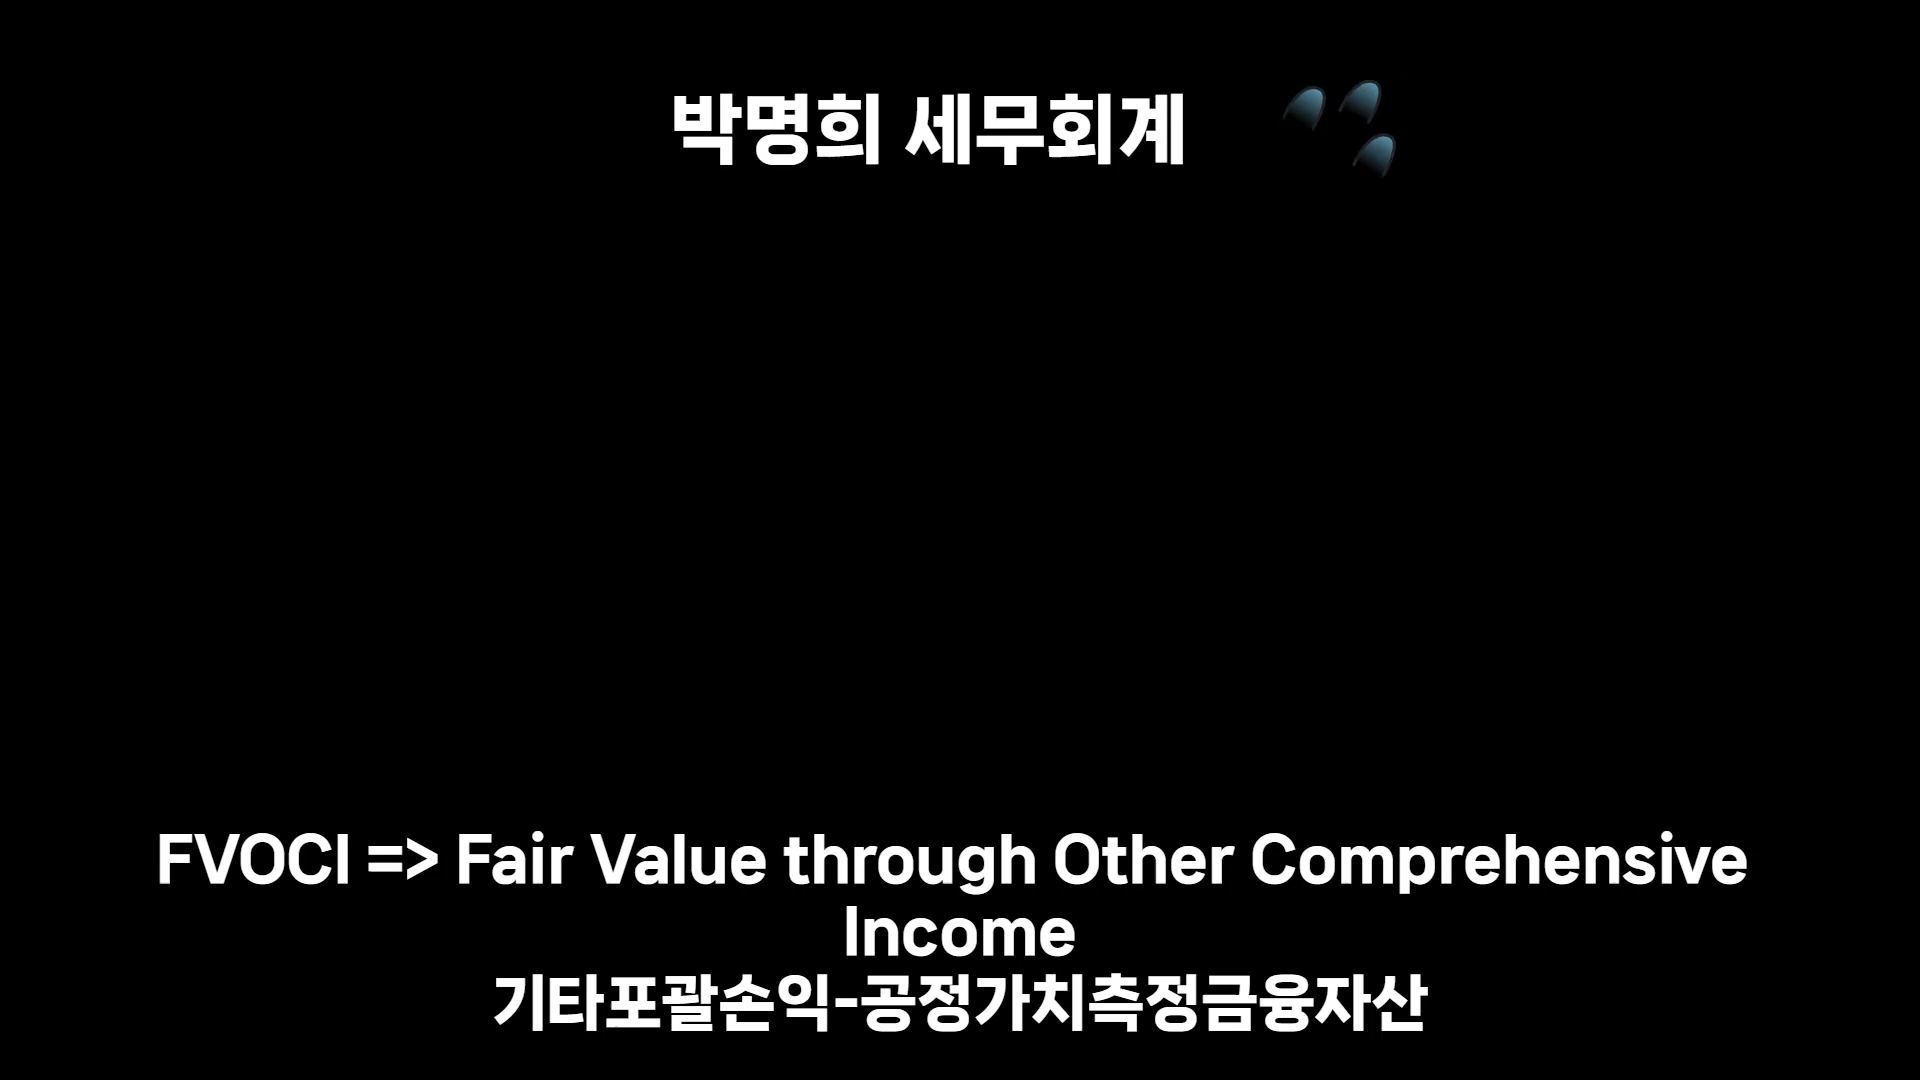 박명희 세무회계
FVOCI => Fair Value through Other Comprehensive
Income
기타포괄손익-공정가치측정금융자산